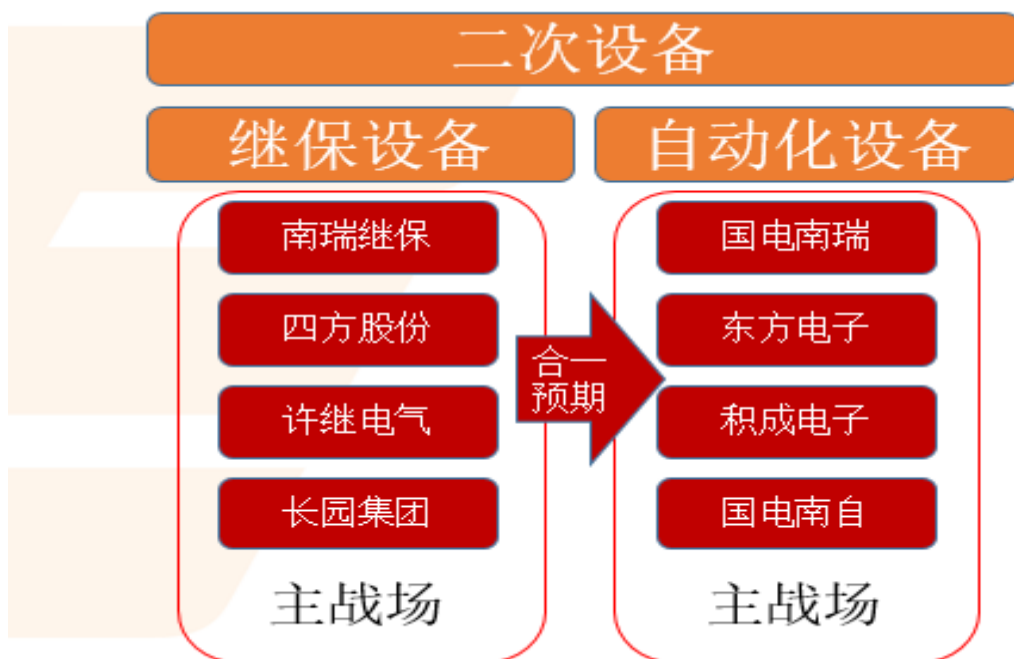 二次设备
继保设备
自动化设备
南瑞继保
国电南瑞
四方股份
东方电子
合一
预期
许继电气
积成电子
长园集团
国电南自
主战场
主战场